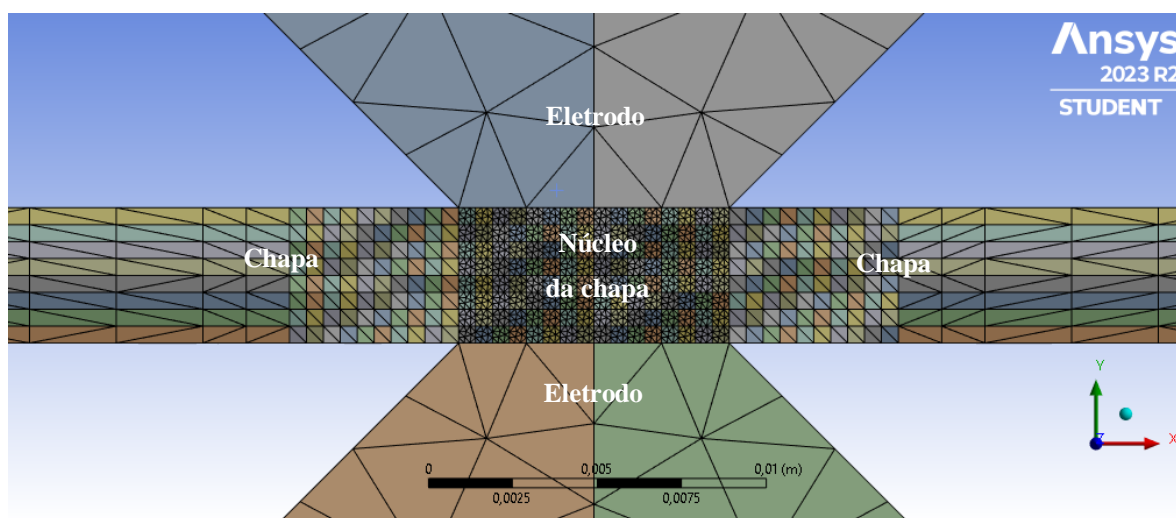 Ansys
2023 R2
STUDENT
Eletrodo
Núcleo
Chapa
Chapa
da chapa
Eletrodo
0
0,005
0,01 (m)
0,0025
0,0075
Y
Z
X